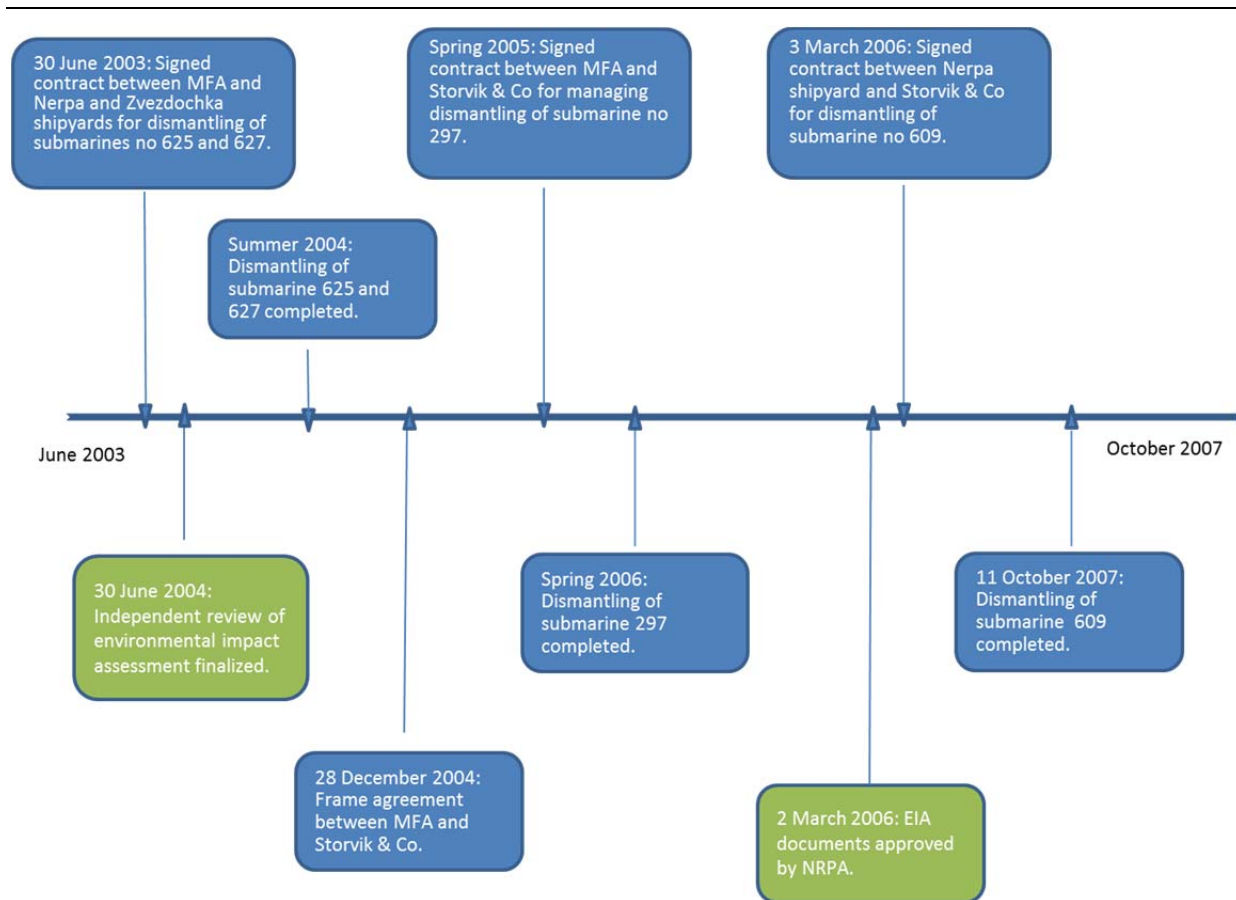 30 June 2003: Signed
contract between MFA and
Nerpa and Zvezdochka
shipyards for dismantling of
submarines no 625 and 627.
Spring 2005: Signed
contract between MFA and
Storvik & Co for managing
dismantling of submarine no
297.
3 March 2006: Signed
contract between Nerpa
shipyard and Storvik & Co
for dismantling of
submarine no 609.
Summer 2004:
Dismantling of
submarine 625 and
627 completed.
June 2003
October 2007
30 June 2004:
Independent review of
environmental impact
assessment finalized.
Spring 2006:
Dismantling of
submarine 297
completed.
11 October 2007:
Dismantling of
submarine 609
completed.
28 December 2004:
Frame agreement
between MFA and
Storvik & Co.
2 March 2006: EIA
documents approved
by NRPA.